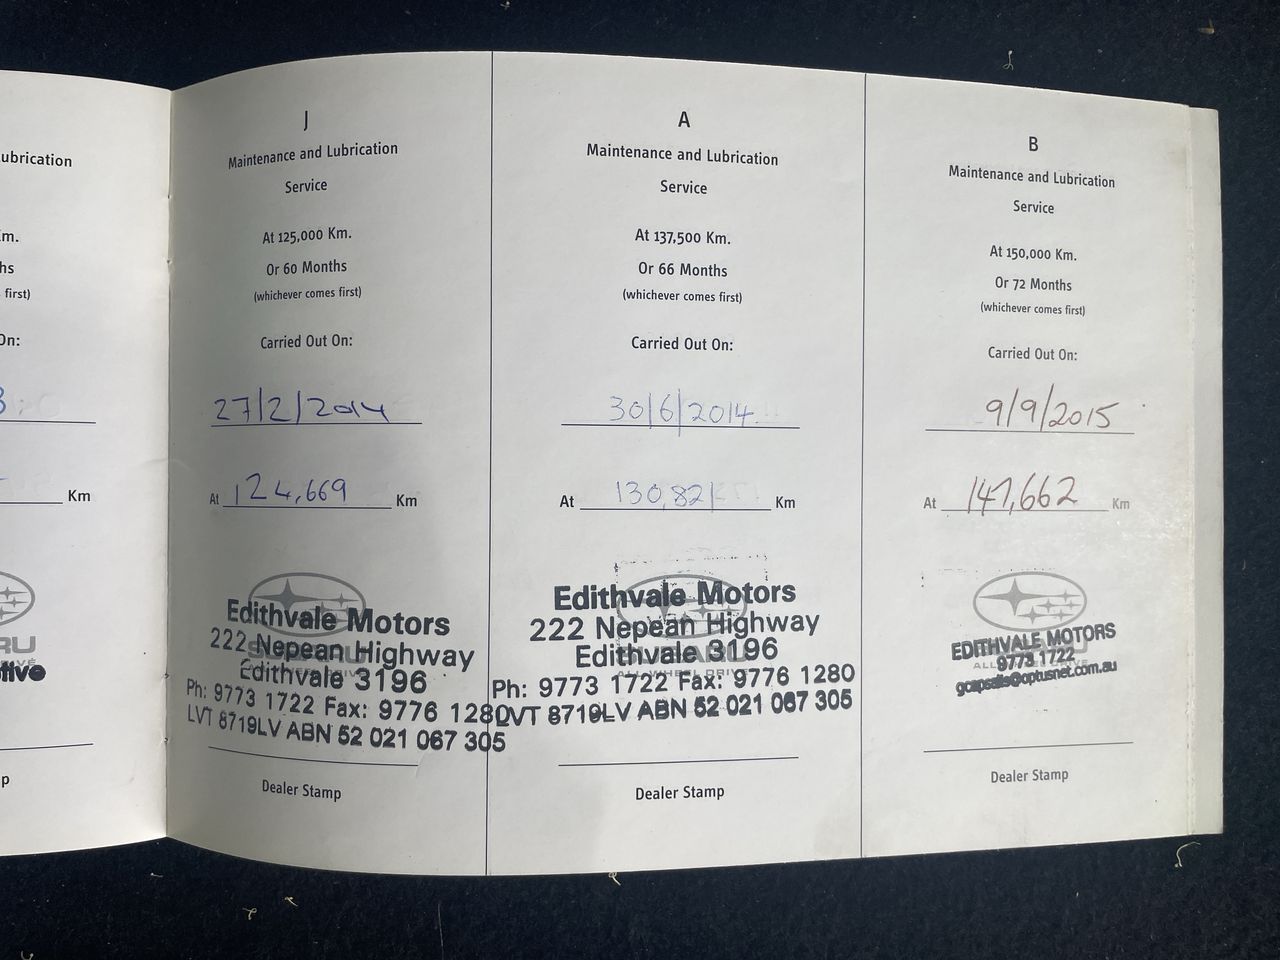 ubrication
m.
hs
first)
On:
3
Km
RU
tive
p
J
Maintenance and Lubrication
Service
At 125,000 Km.
Or 60 Months
(whichever comes first)
Carried Out On:
27/2/2014
At 124,669 Km
Edithvale Motors
222 Nepean Highway
Edithvale 3196
Ph: 9773 1722 Fax: 9776 1280
LVT 8719LV ABN 52 021 067 305
Dealer Stamp
A
Maintenance and Lubrication
Service
At 137,500 Km.
Or 66 Months
(whichever comes first)
Carried Out On:
30/6/2014
At 130,821 Km
Edithvale Motors
222 Nepean Highway
Edithvale 3196
Ph: 9773 1722 Fax: 9776 1280
LVT 8719LV ABN 52 021 067 305
Dealer Stamp
B
Maintenance and Lubrication
Service
At 150,000 Km.
Or 72 Months
(whichever comes first)
Carried Out On:
9/9/2015
At 147,662 Km
EDITHVALE MOTORS
9773 1722
Dealer Stamp